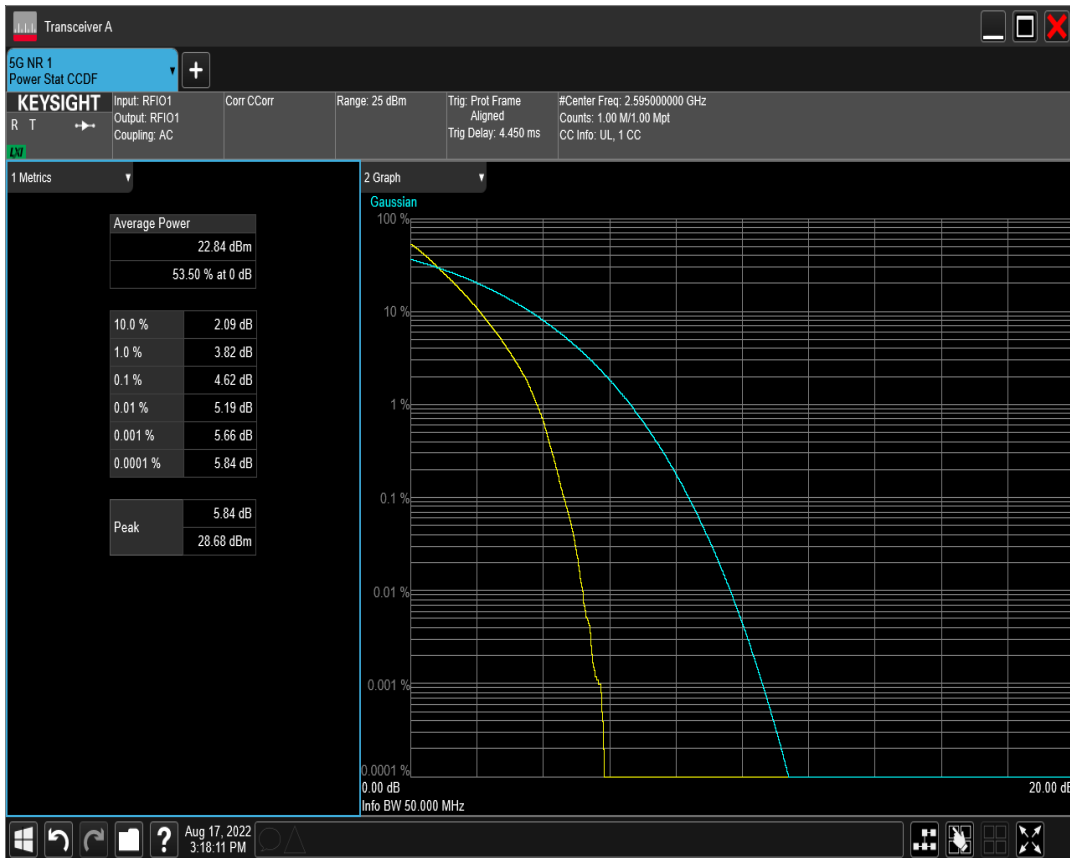 Transceiver A
5G NR 1
Power Stat CCDF
KEYSIGHT
R T
LXI
Input: RFIO1
Output: RFIO1
Coupling: AC
Corr CCorr
Range: 25 dBm
Trig: Prot Frame
Aligned
Trig Delay: 4.450 ms
#Center Freq: 2.595000000 GHz
Counts: 1.00 M/1.00 Mpt
CC Info: UL, 1 CC
1 Metrics
Average Power
22.84 dBm
53.50 % at 0 dB
10.0 % 2.09 dB
1.0 % 3.82 dB
0.1 % 4.62 dB
0.01 % 5.19 dB
0.001 % 5.66 dB
0.0001 % 5.84 dB
Peak
5.84 dB
28.68 dBm
2 Graph
Gaussian
100 %
10 %
1 %
0.1 %
0.01 %
0.001 %
0.0001 %
0.00 dB 20.00 dB
Info BW 50.000 MHz
?
Aug 17, 2022
3:18:11 PM